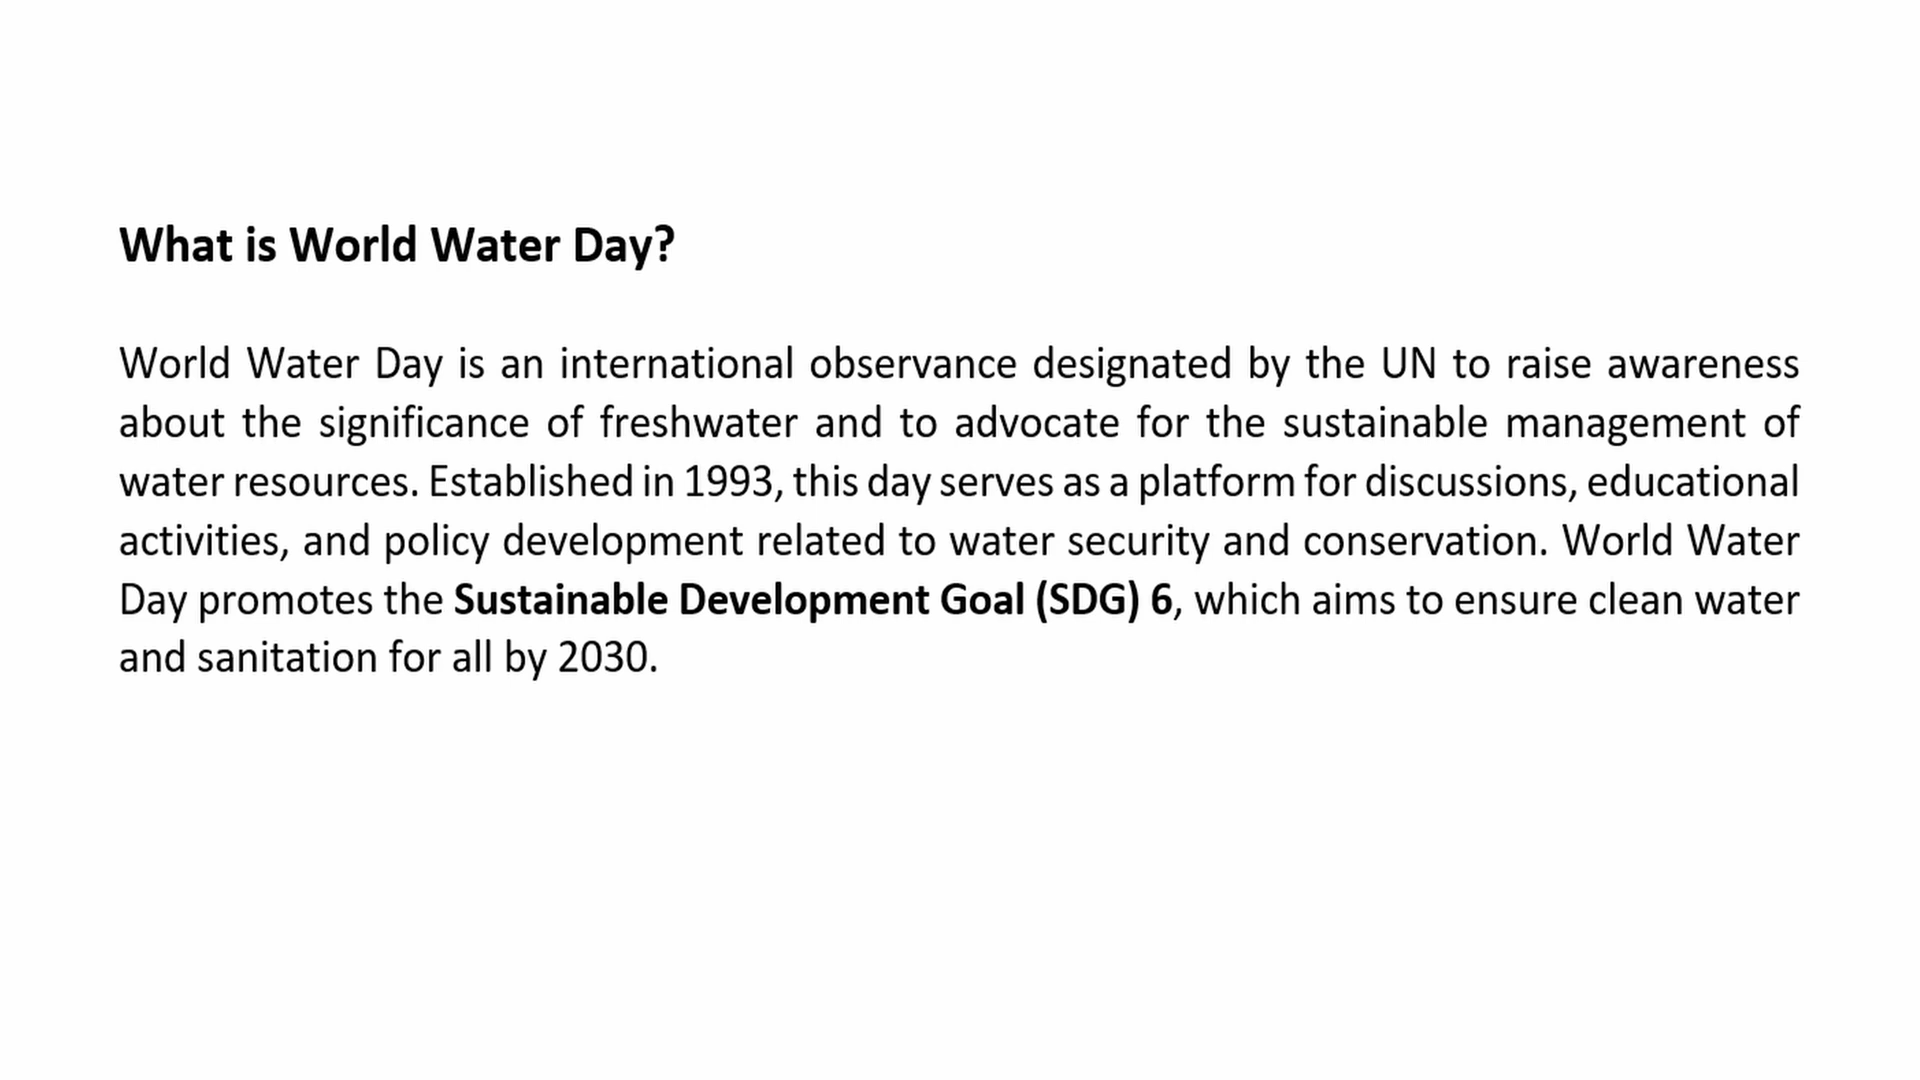 What is World Water Day?
World Water Day is an international observance designated by the UN to raise awareness
about the significance of freshwater and to advocate for the sustainable management of
water resources. Established in 1993, this day serves as a platform for discussions, educational
activities, and policy development related to water security and conservation. World Water
Day promotes the Sustainable Development Goal (SDG) 6, which aims to ensure clean water
and sanitation for all by 2030.